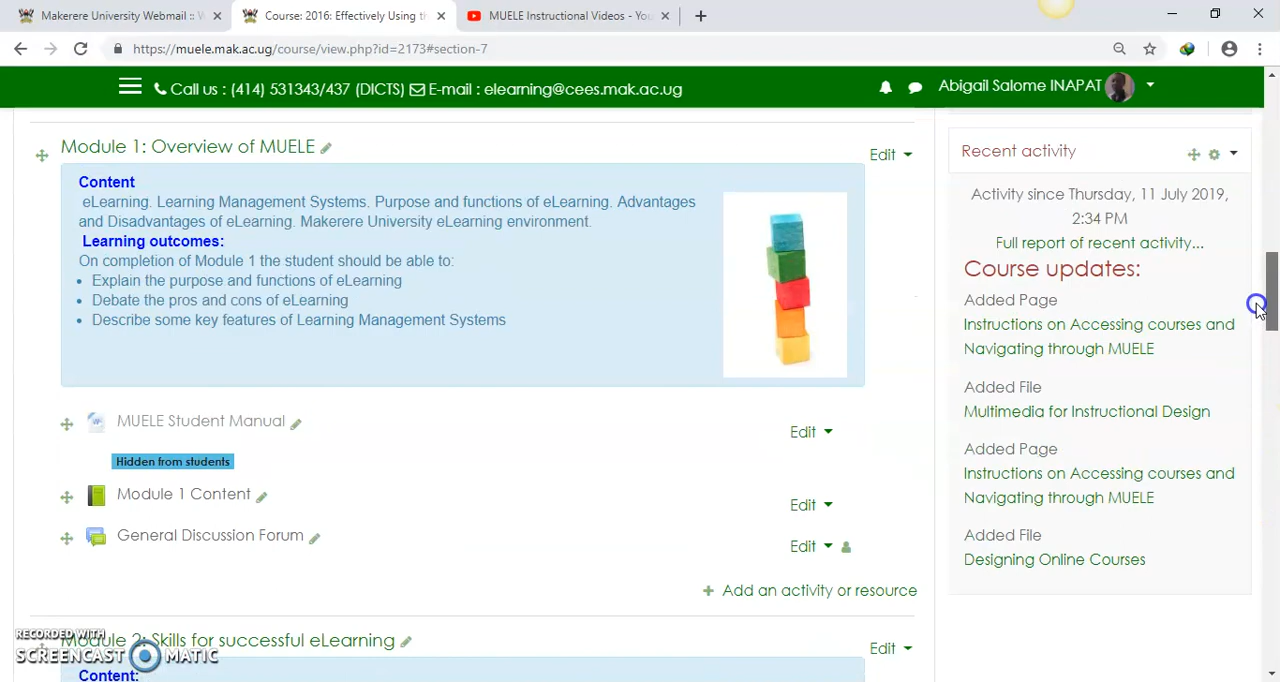 Makerere University Webmail :: W
Course: 2016: Effectively Using th
MUELE Instructional Videos - You
https://muele.mak.ac.ug/course/view.php?id=2173#section-7
Call us : (414) 531343/437 (DICTS) E-mail : elearning@cees.mak.ac.ug
Abigail Salome INAPAT
Module 1: Overview of MUELE
Edit
Content
eLearning. Learning Management Systems. Purpose and functions of eLearning. Advantages
and Disadvantages of eLearning. Makerere University eLearning environment.
Learning outcomes:
On completion of Module 1 the student should be able to:
Explain the purpose and functions of eLearning
Debate the pros and cons of eLearning
Describe some key features of Learning Management Systems
MUELE Student Manual
Edit
Hidden from students
Module 1 Content
Edit
General Discussion Forum
Edit
Add an activity or resource
Module 2: Skills for successful eLearning
Edit
Content:
Recent activity
Activity since Thursday, 11 July 2019,
2:34 PM
Full report of recent activity...
Course updates:
Added Page
Instructions on Accessing courses and
Navigating through MUELE
Added File
Multimedia for Instructional Design
Added Page
Instructions on Accessing courses and
Navigating through MUELE
Added File
Designing Online Courses
RECORDED WITH
SCREENCAST MATIC